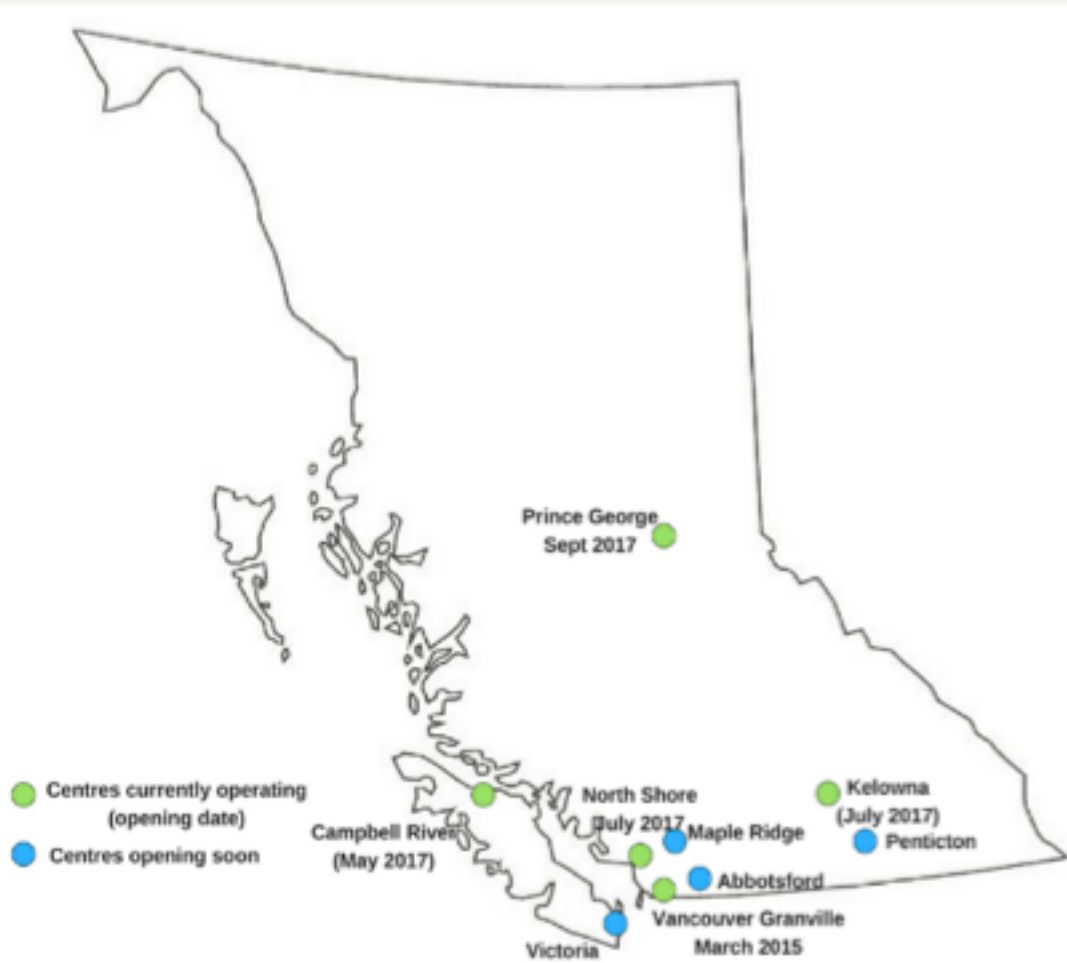 Prince George
Sept 2017
Centres currently operating
(opening date)
Centres opening soon
Campbell River
(May 2017)
North Shore
July 2017
Maple Ridge
Kelowna
(July 2017)
Penticton
Abbotsford
Vancouver Granville
March 2015
Victoria